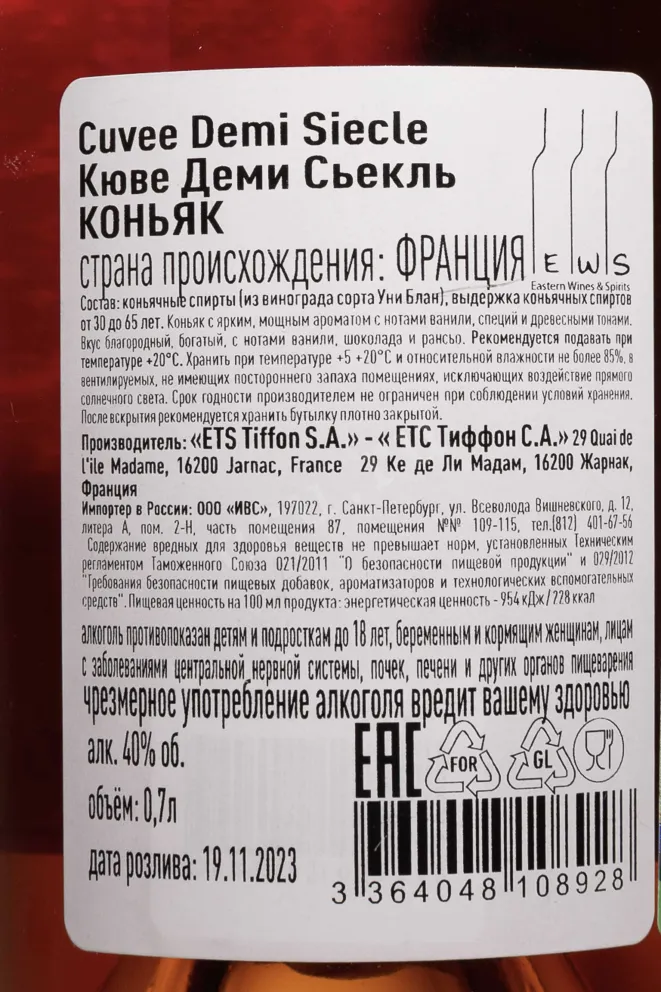 Cuvee Demi Siecle
Кюве Деми Сьекль
КОНЬЯК
страна происхождения: ФРАНЦИЯ
E W S
Eastern Wines & Spirits
Состав: коньячные спирты (из винограда сорта Уни Блан), выдержка коньячных спиртов
от 30 до 65 лет. Коньяк с ярким, мощным ароматом с нотами ванили, специй и древесными тонами.
Вкус благородный, богатый, с нотами ванили, шоколада и рансьо. Рекомендуется подавать при
температуре +20°С. Хранить при температуре +5 +20°С и относительной влажности не более 85%, в
вентилируемых, не имеющих постороннего запаха помещениях, исключающих воздействие прямого
солнечного света. Срок годности производителем не ограничен при соблюдении условий хранения.
После вскрытия рекомендуется хранить бутылку плотно закрытой.
Производитель: «ETS Tiffon S.A.» - « ЕТС Тиффон С.А.» 29 Quai de
l'ile Madame, 16200 Jarnac, France 29 Ке де Ли Мадам, 16200 Жарнак,
Франция
Импортер в России: ООО «ИВС», 197022, г. Санкт-Петербург, ул. Всеволода Вишневского, д. 12,
литера А, пом. 2-Н, часть помещения 87, помещения №№ 109-115, тел.(812) 401-67-56
Содержание вредных для здоровья веществ не превышает норм, установленных Техническим
регламентом Таможенного Союза 021/2011 "О безопасности пищевой продукции" и 029/2012
"Требования безопасности пищевых добавок, ароматизаторов и технологических вспомогательных
средств". Пищевая ценность на 100 мл продукта: энергетическая ценность - 954 кДж/ 228 ккал
алкоголь противопоказан детям и подросткам до 18 лет, беременным и кормящим женщинам, лицам
с заболеваниями центральной нервной системы, почек, печени и других органов пищеварения
чрезмерное употребление алкоголя вредит вашему здоровью
алк. 40% об.
EAC
FOR
GL
объём: 0,7л
дата розлива: 19.11.2023
3 364048 108928